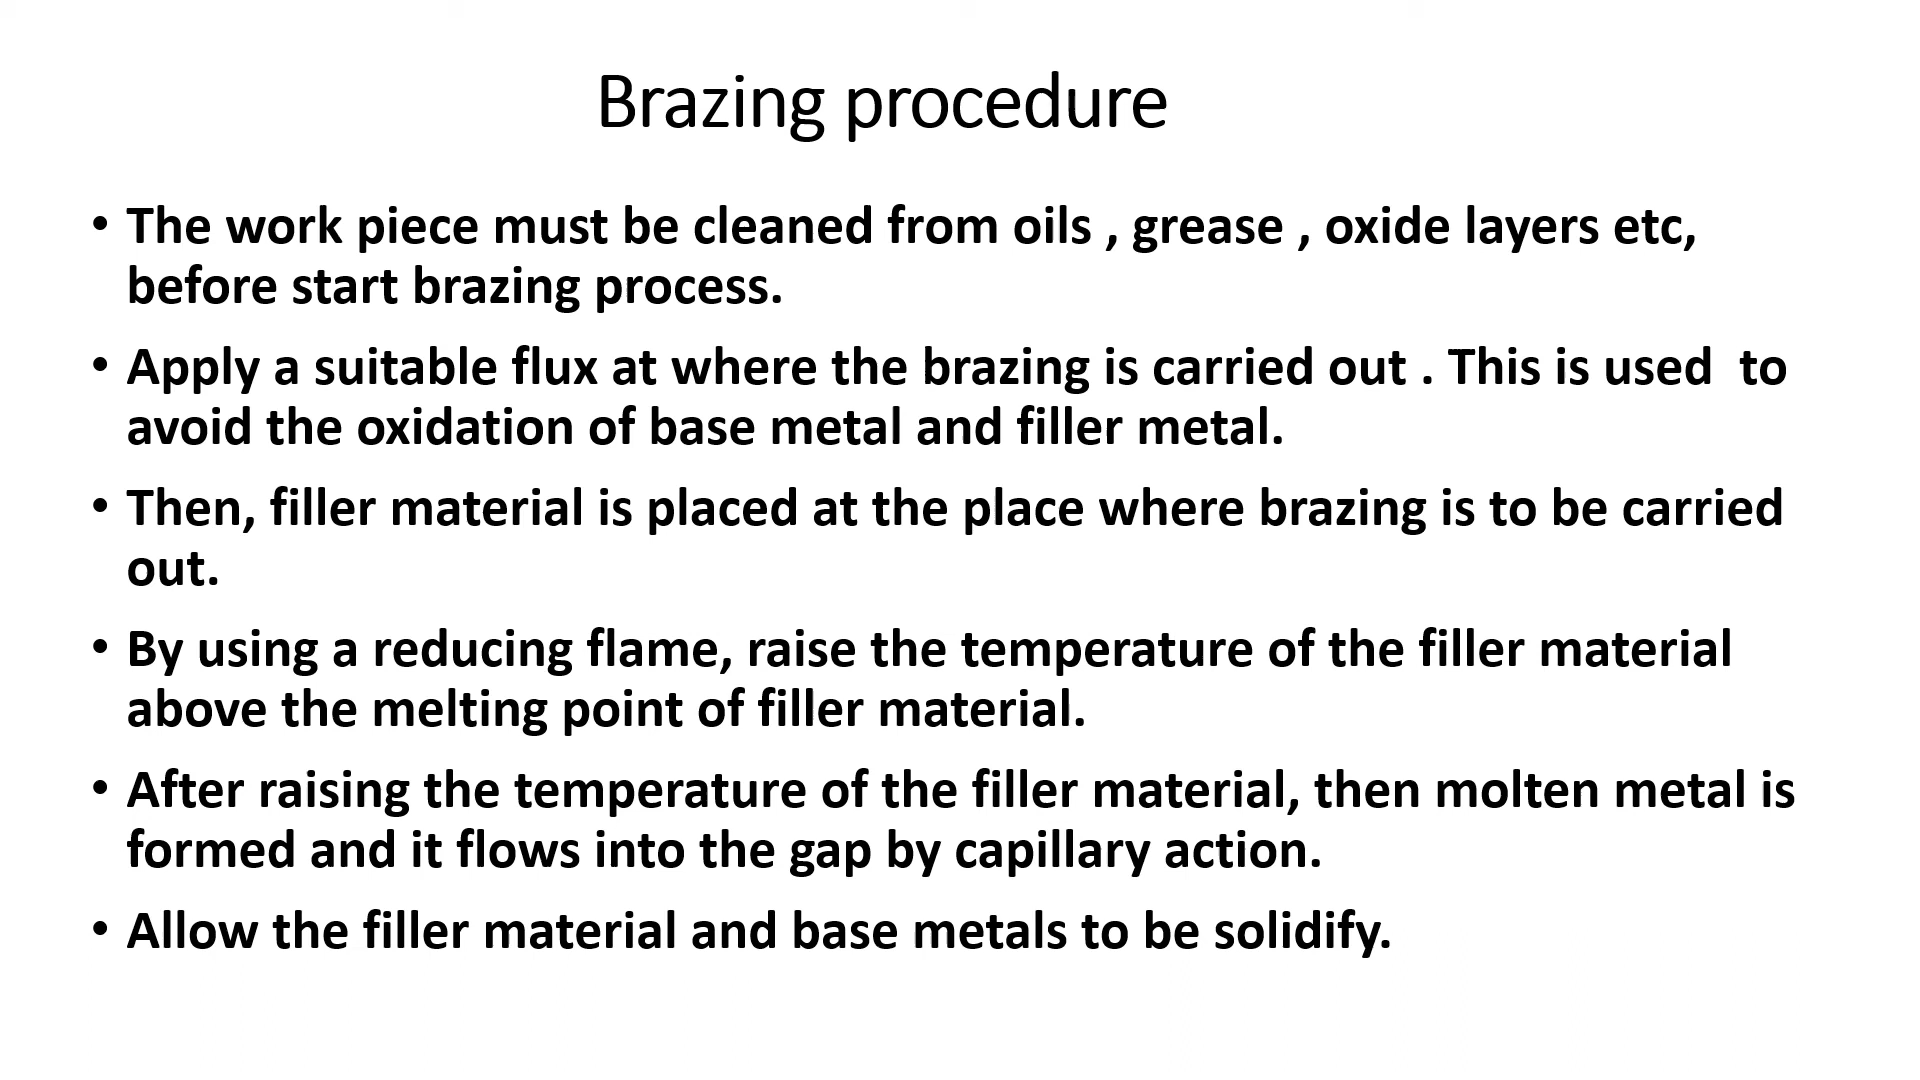 Brazing procedure
• The work piece must be cleaned from oils , grease , oxide layers etc,
before start brazing process.
• Apply a suitable flux at where the brazing is carried out . This is used  to
avoid the oxidation of base metal and filler metal.
• Then, filler material is placed at the place where brazing is to be carried
out.
• By using a reducing flame, raise the temperature of the filler material
above the melting point of filler material.
• After raising the temperature of the filler material, then molten metal is
formed and it flows into the gap by capillary action.
• Allow the filler material and base metals to be solidify.